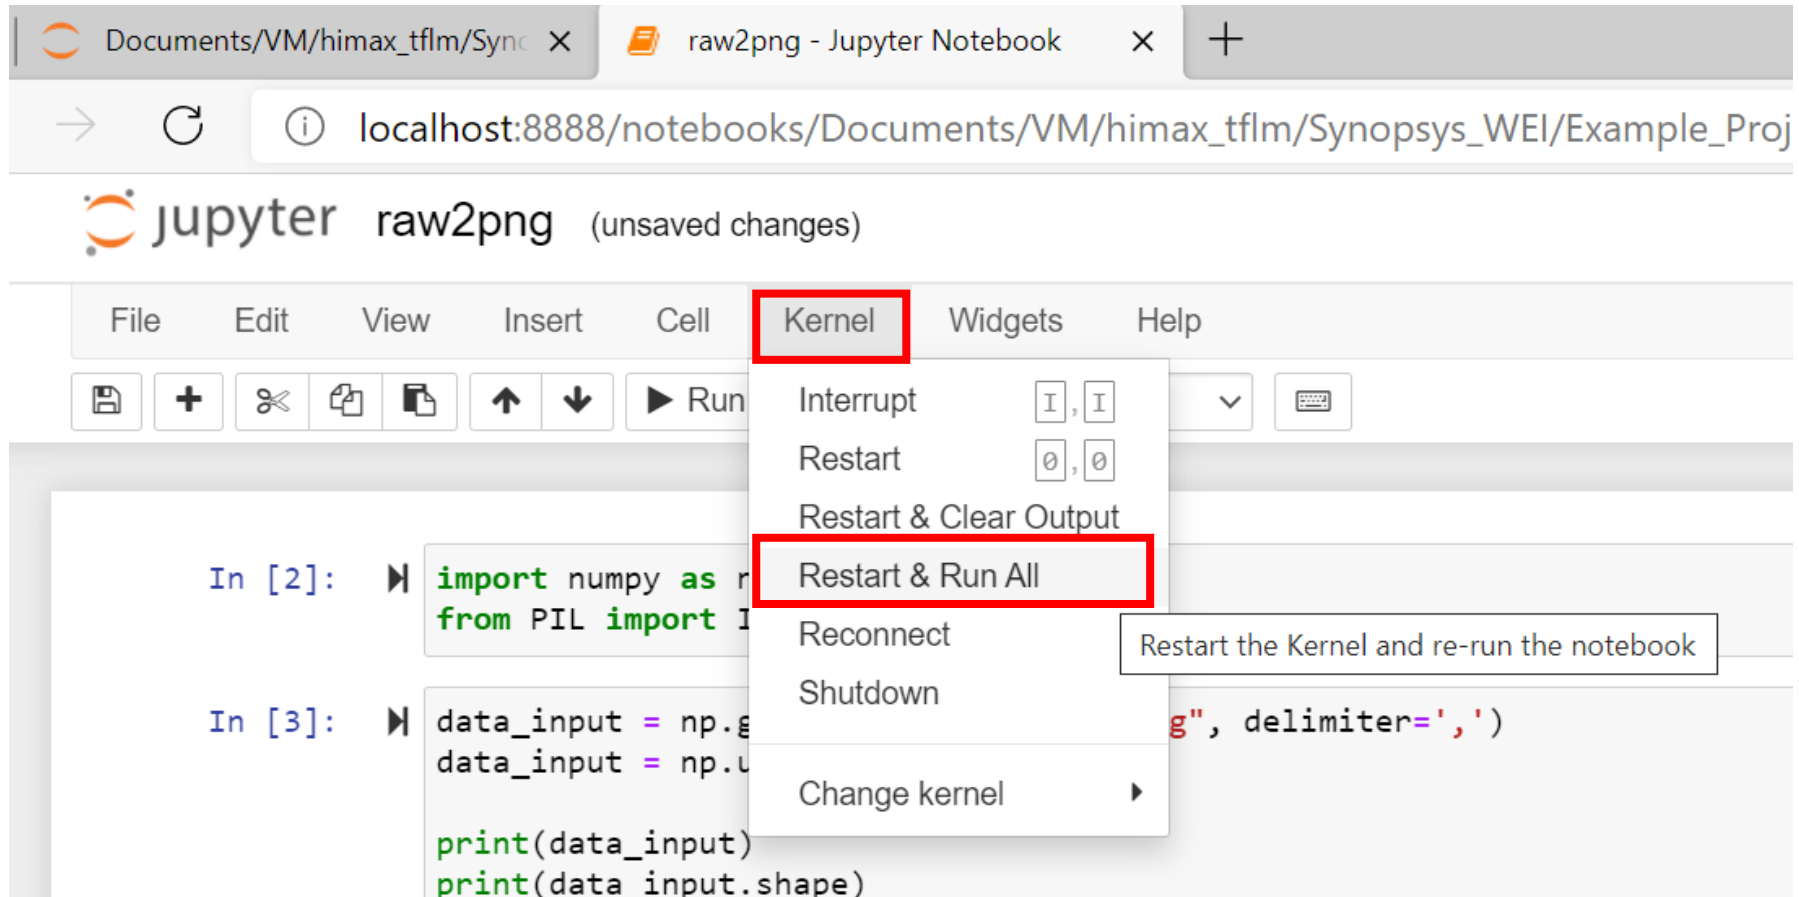 Documents/VM/himax_tflm/Sync
raw2png - Jupyter Notebook
localhost:8888/notebooks/Documents/VM/himax_tflm/Synopsys_WEI/Example_Proj
jupyter raw2png (unsaved changes)
File Edit View Insert Cell Kernel Widgets Help
Run
Interrupt I,I
Restart 0,0
Restart & Clear Output
Restart & Run All
Reconnect
Shutdown
Change kernel
Restart the Kernel and re-run the notebook
In [2]: import numpy as
from PIL import
In [3]: data_input = np. g", delimiter=',')
data_input = np.
print(data_input)
print(data_input.shape)